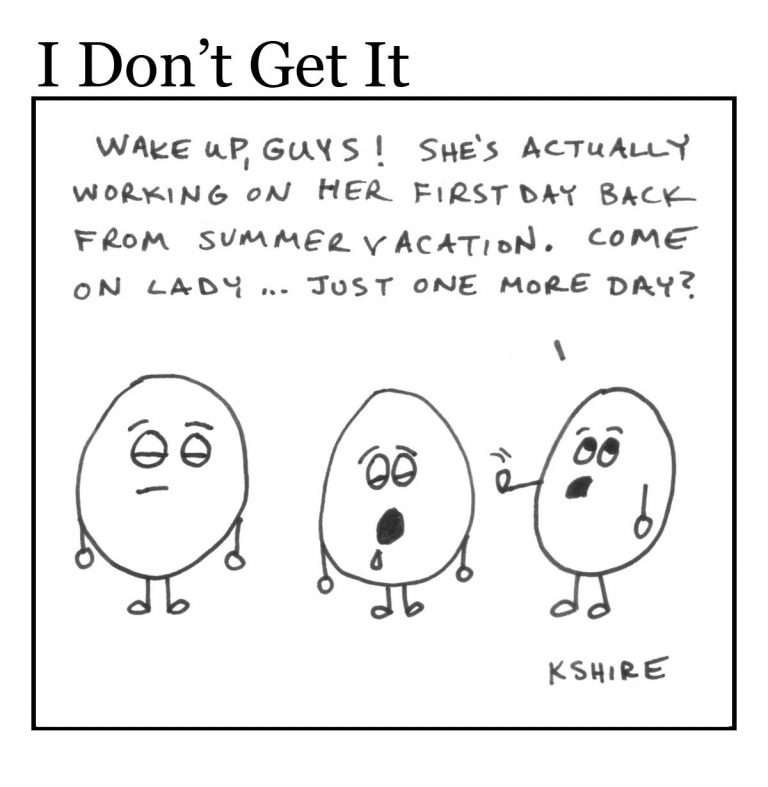 I Don't Get It
WAKE UP, GUYS! SHE'S ACTUALLY
WORKING ON HER FIRST DAY BACK
FROM SUMMER VACATION. COME
ON LADY... JUST ONE MORE DAY?
KSHIRE